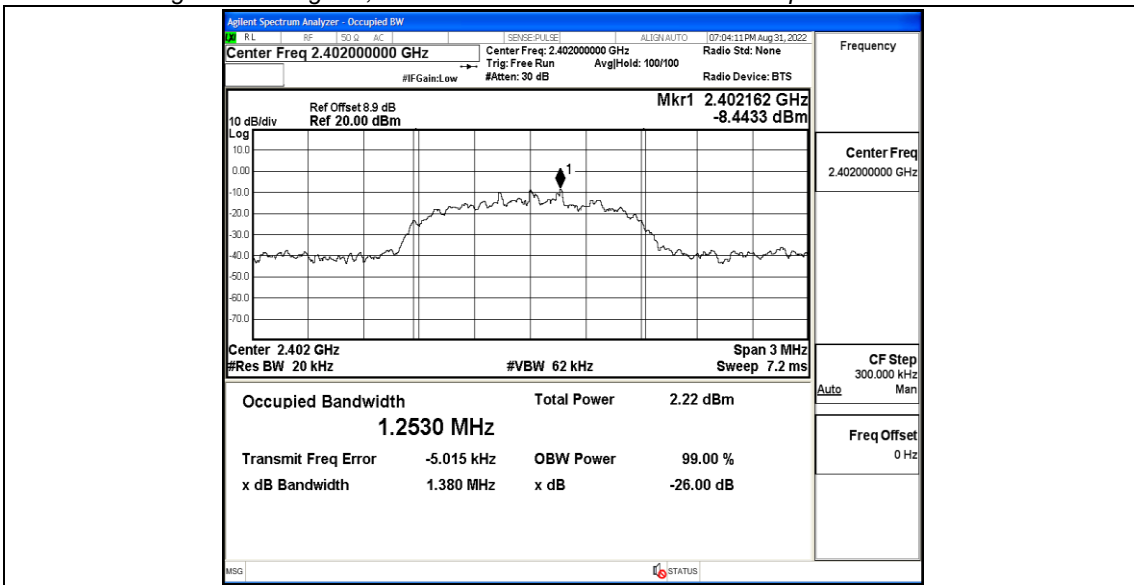 Agilent Spectrum Analyzer - Occupied BW
LXI RL RF 50 Ω AC SENSE:PULSE ALIGN AUTO 07:04:11 PM Aug 31, 2022
Center Freq 2.402000000 GHz
Center Freq: 2.402000000 GHz
Radio Std: None
Trig: Free Run Avg|Hold: 100/100
#IFGain:Low
#Atten: 30 dB
Radio Device: BTS
Mkr1 2.402162 GHz
-8.4433 dBm
Ref Offset 8.9 dB
10 dB/div Ref 20.00 dBm
Log
10.0
0.00
-10.0
-20.0
-30.0
-40.0
-50.0
-60.0
-70.0
1
Center 2.402 GHz Span 3 MHz
#Res BW 20 kHz #VBW 62 kHz Sweep 7.2 ms
Occupied Bandwidth
1.2530 MHz
Total Power 2.22 dBm
Transmit Freq Error -5.015 kHz OBW Power 99.00 %
x dB Bandwidth 1.380 MHz x dB -26.00 dB
MSG STATUS
Frequency
Center Freq
2.402000000 GHz
CF Step
300.000 kHz
Auto Man
Freq Offset
0 Hz